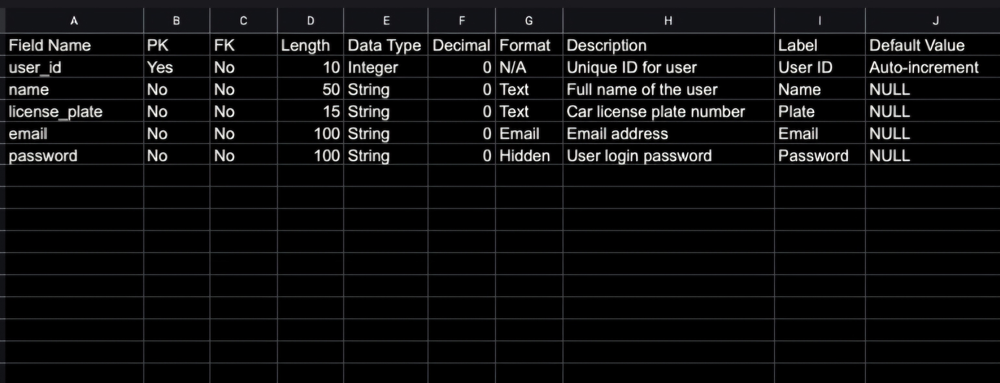 A B C D E F G H I J
Field Name PK FK Length Data Type Decimal Format Description Label Default Value
user_id Yes No 10 Integer 0 N/A Unique ID for user User ID Auto-increment
name No No 50 String 0 Text Full name of the user Name NULL
license_plate No No 15 String 0 Text Car license plate number Plate NULL
email No No 100 String 0 Email Email address Email NULL
password No No 100 String 0 Hidden User login password Password NULL